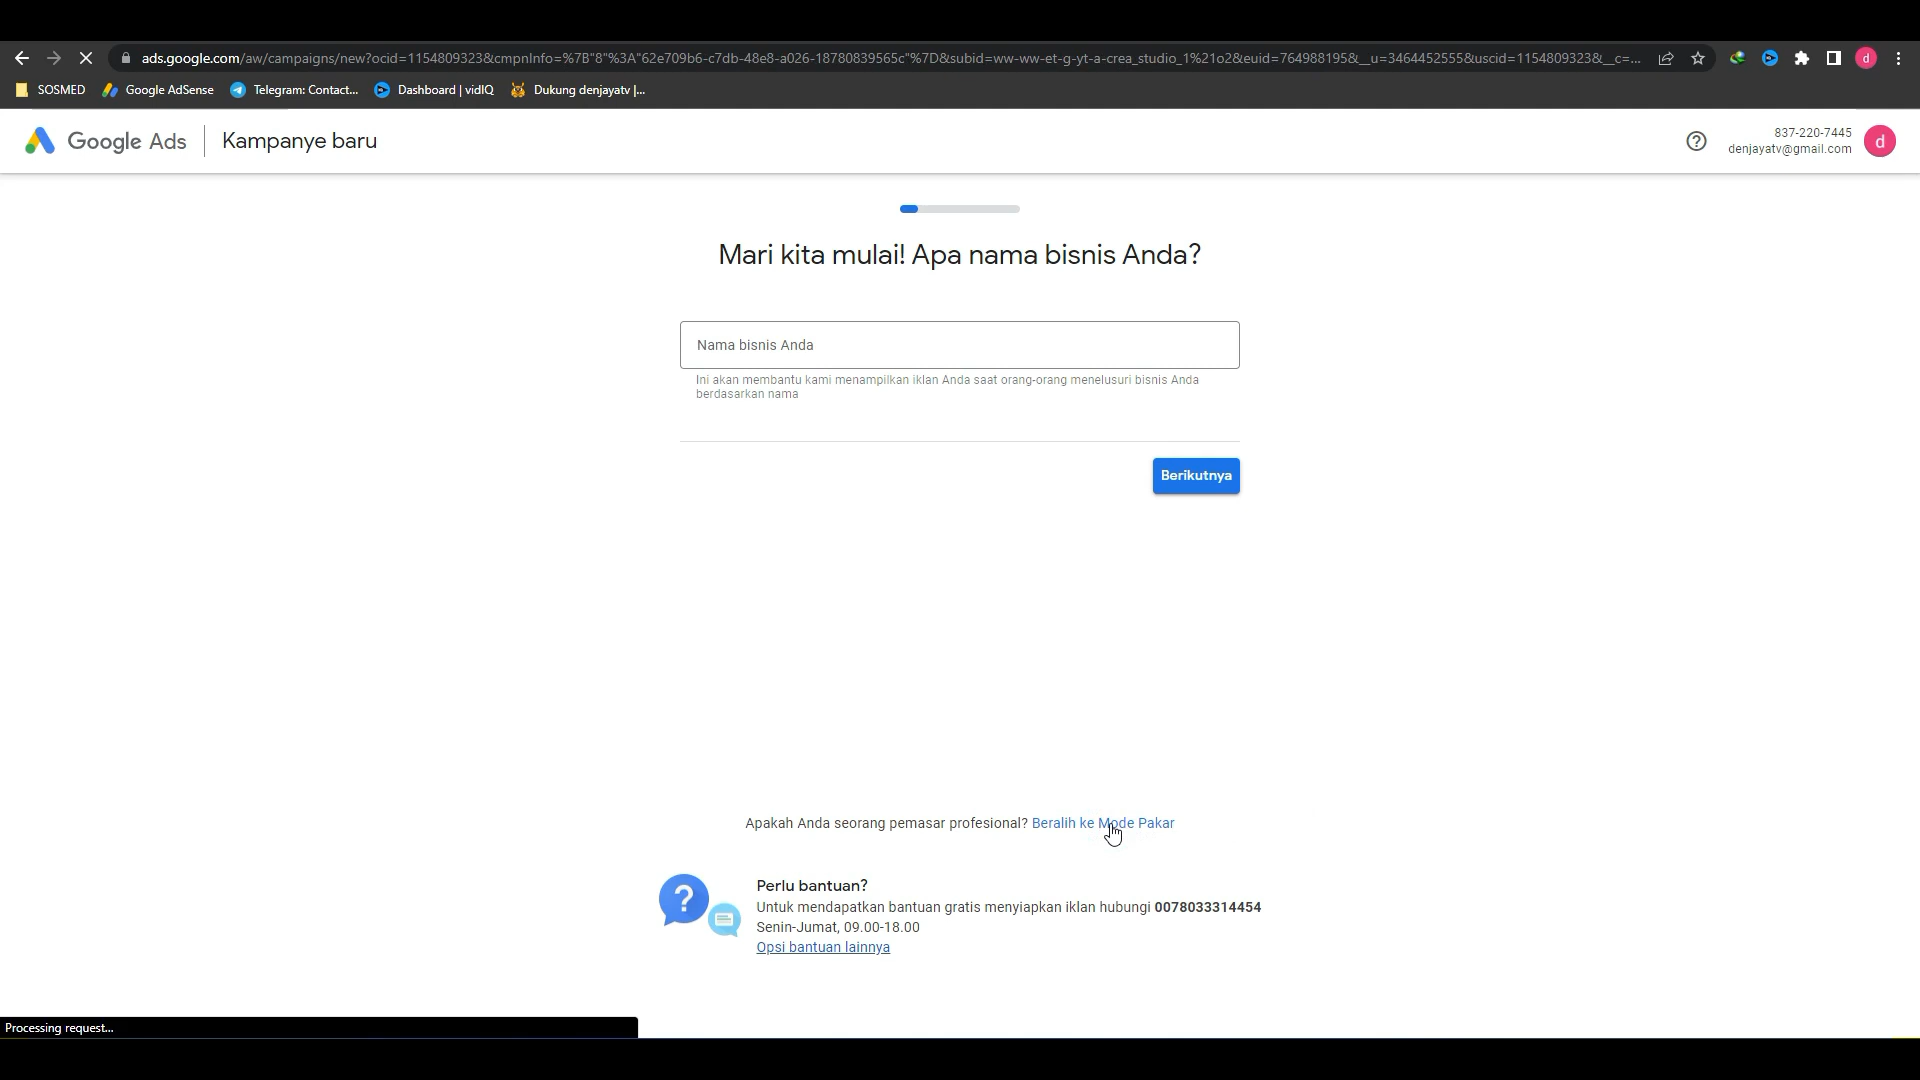 ads.google.com/aw/campaigns/new?ocid=1154809323&cmpnInfo=%7B"8"%3A"62e709b6-c7db-48e8-a026-18780839565c"%7D&subid=ww-ww-et-g-yt-a-crea_studio_1%21o2&euid=764988195&__u=3464452555&uscid=1154809323&__c=...
d
SOSMED
Google AdSense
Telegram: Contact...
Dashboard | vidIQ
Dukung denjayatv |...
Google Ads
Kampanye baru
837-220-7445
denjayatv@gmail.com
d
Mari kita mulai! Apa nama bisnis Anda?
Nama bisnis Anda
Ini akan membantu kami menampilkan iklan Anda saat orang-orang menelusuri bisnis Anda
berdasarkan nama
Berikutnya
Apakah Anda seorang pemasar profesional? Beralih ke Mode Pakar
Perlu bantuan?
Untuk mendapatkan bantuan gratis menyiapkan iklan hubungi 0078033314454
Senin-Jumat, 09.00-18.00
Opsi bantuan lainnya
Processing request...